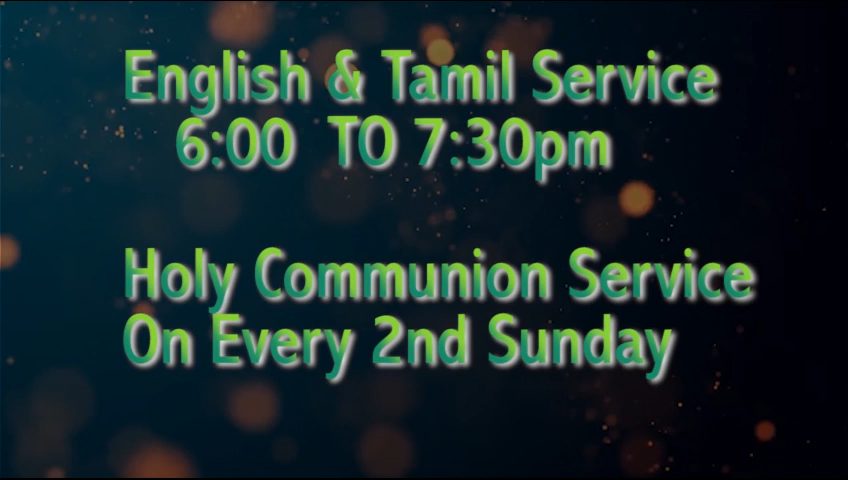 English & Tamil Service
6:00 TO 7:30pm
Holy Communion Service
On Every 2nd Sunday